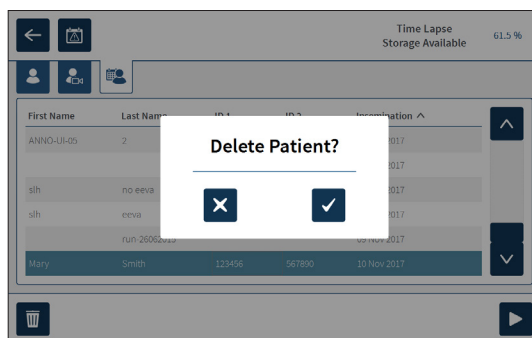 Time Lapse
Storage Available 61.5 %
First Name Last Name ID 1 ID 2 Insemination
ANNO-UI-05 2 2017
2017
Delete Patient?
slh no eeva 2017
slh eeva 2017
run-26062015 09 Nov 2017
Mary Smith 123456 567890 10 Nov 2017